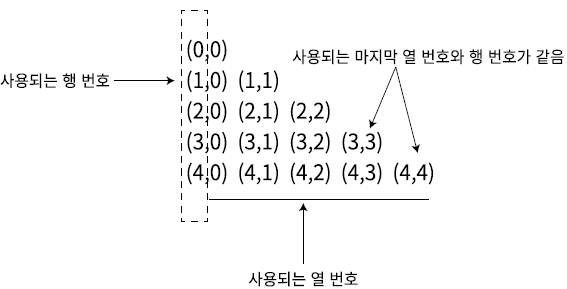 (0,0)
사용되는 마지막 열 번호와 행 번호가 같음
사용되는 행 번호
(1,0) (1,1)
(2,0) (2,1) (2,2)
(3,0) (3,1) (3,2) (3,3)
(4,0) (4,1) (4,2) (4,3) (4,4)
사용되는 열 번호